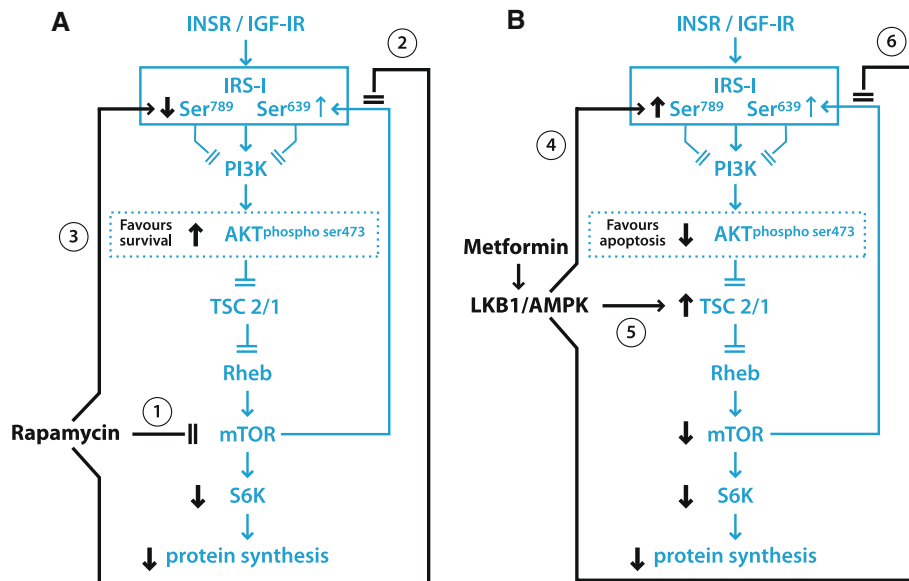 A
INSR / IGF-IR
2
IRS-I
↓ Ser789 Ser639 ↑
PI3K
3
Favours
survival
↑ AKTphospho ser473
TSC 2/1
Rheb
1
Rapamycin
mTOR
↓ S6K
↓ protein synthesis
B
INSR / IGF-IR
6
IRS-I
↑ Ser789 Ser639 ↑
4
PI3K
Favours
apoptosis
↓ AKTphospho ser473
Metformin
LKB1/AMPK
5
↑ TSC 2/1
Rheb
↓ mTOR
↓ S6K
↓ protein synthesis